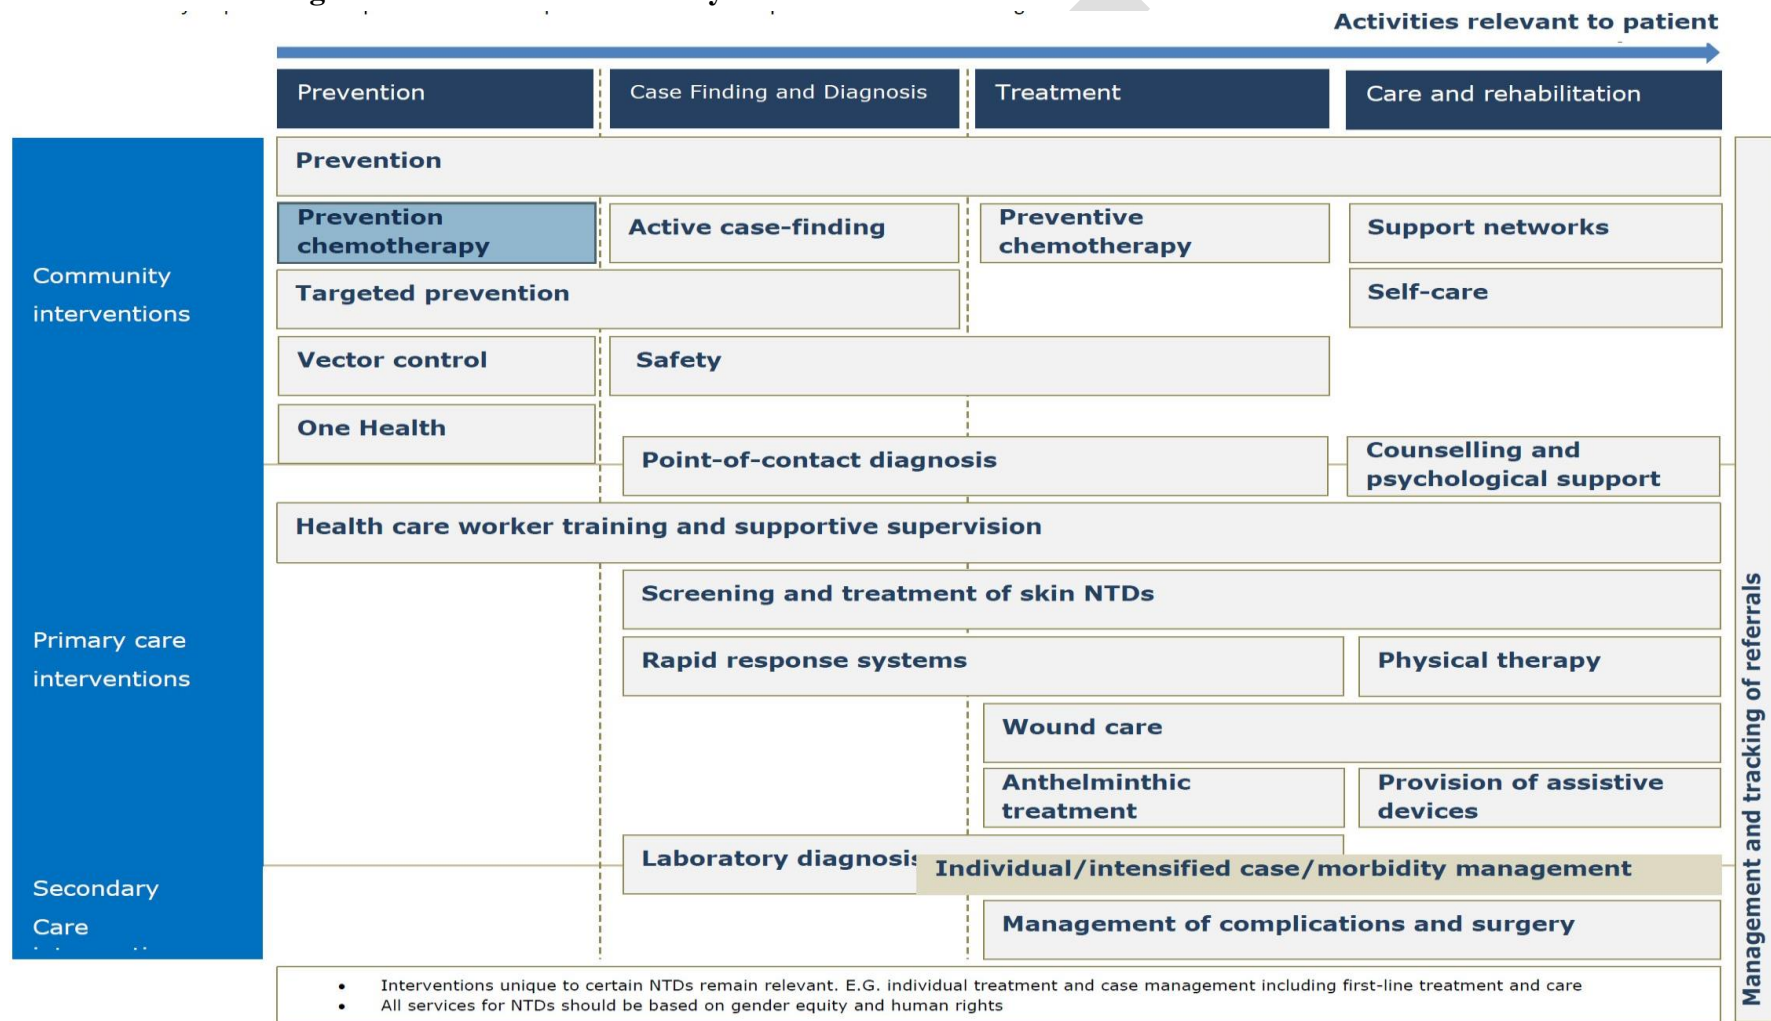 Activities relevant to patient
Prevention
Case Finding and Diagnosis
Treatment
Care and rehabilitation
Community
interventions
Prevention
Prevention
chemotherapy
Active case-finding
Preventive
chemotherapy
Support networks
Targeted prevention
Self-care
Vector control
Safety
One Health
Point-of-contact diagnosis
Counselling and
psychological support
Health care worker training and supportive supervision
Primary care
interventions
Screening and treatment of skin NTDs
Rapid response systems
Physical therapy
Wound care
Anthelminthic
treatment
Provision of assistive
devices
Laboratory diagnosis
Individual/intensified case/morbidity management
Secondary
Care
Management of complications and surgery
Management and tracking of referrals
• Interventions unique to certain NTDs remain relevant. E.G. individual treatment and case management including first-line treatment and care
• All services for NTDs should be based on gender equity and human rights